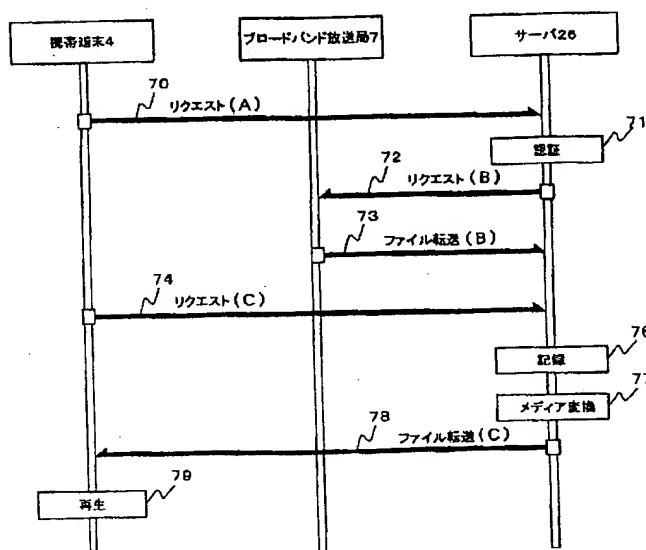 携帯端末4
ブロードバンド放送局7
サーバ26
70
リクエスト(A)
71
認証
72
リクエスト(B)
73
ファイル転送(B)
74
リクエスト(C)
76
記録
77
メディア変換
78
ファイル転送(C)
79
再生